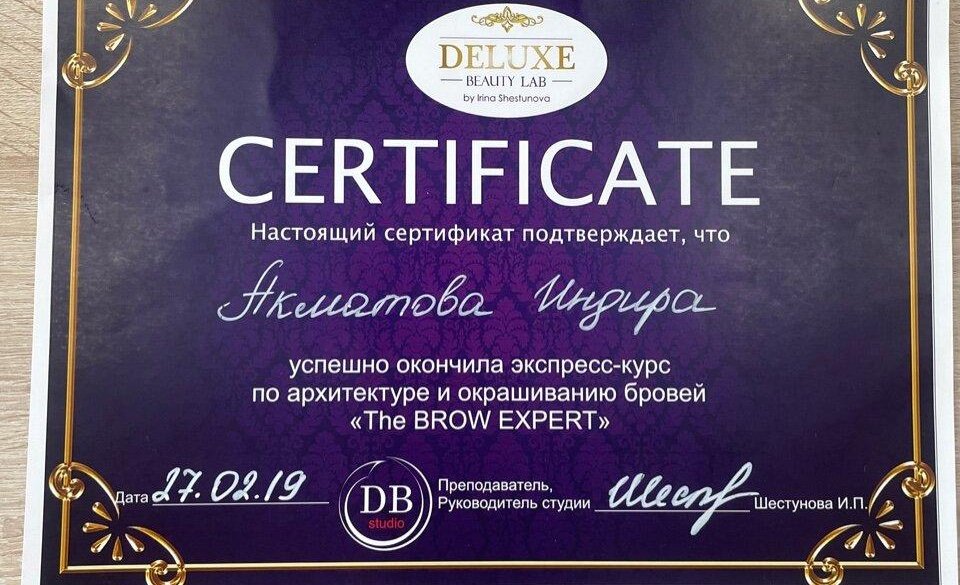 DELUXE
BEAUTY LAB
by Irina Shestunova
CERTIFICATE
Настоящий сертификат подтверждает, что
Акматова Индира
успешно окончила экспресс-курс
по архитектуре и окрашиванию бровей
«The BROW EXPERT»
Дата 27.02.19
DB
studio
Преподаватель,
Руководитель студии Шестунова И.П.